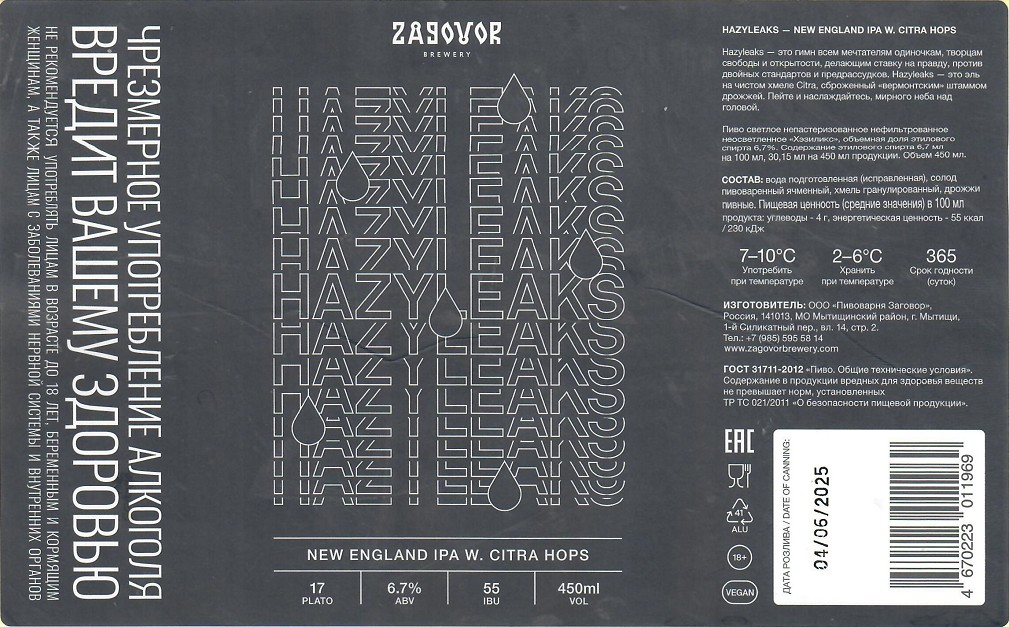 ЧРЕЗМЕРНОЕ УПОТРЕБЛЕНИЕ АЛКОГОЛЯ
ВРЕДИТ ВАШЕМУ ЗДОРОВЬЮ
НЕ РЕКОМЕНДУЕТСЯ УПОТРЕБЛЯТЬ ЛИЦАМ В ВОЗРАСТЕ ДО 18 ЛЕТ, БЕРЕМЕННЫМ И КОРМЯЩИМ
ЖЕНЩИНАМ, А ТАКЖЕ ЛИЦАМ С ЗАБОЛЕВАНИЯМИ НЕРВНОЙ СИСТЕМЫ И ВНУТРЕННИХ ОРГАНОВ
ZAGOVOR
BREWERY
HAZYLEAKS
HAZYLEAKS
HAZYLEAKS
HAZYLEAKS
HAZYLEAKS
HAZYLEAKS
HAZYLEAKS
HAZYLEAKS
HAZYLEAKS
HAZYLEAKS
HAZYLEAKS
HAZYLEAKS
HAZYLEAKS
NEW ENGLAND IPA W. CITRA HOPS
17 PLATO
6.7% ABV
55 IBU
450ml VOL
HAZYLEAKS — NEW ENGLAND IPA W. CITRA HOPS
Hazyleaks — это гимн всем мечтателям одиночкам, творцам
свободы и открытости, делающим ставку на правду, против
двойных стандартов и предрассудков. Hazyleaks — это эль
на чистом хмеле Citra, сброженный «вермонтским» штаммом
дрожжей. Пейте и наслаждайтесь, мирного неба над
головой,
Пиво светлое непастеризованное нефильтрованное
неосветленное «Хэзиликс», объемная доля этилового
спирта 6,7%. Содержание этилового спирта 6,7 мл
на 100 мл, 30,15 мл на 450 мл продукции. Объем 450 мл.
СОСТАВ: вода подготовленная (исправленная), солод
пивоваренный ячменный, хмель гранулированный, дрожжи
пивные. Пищевая ценность (средние значения) в 100 мл
продукта: углеводы - 4 г, энергетическая ценность - 55 ккал
/ 230 кДж
7–10°C
Употребить
при температуре
2–6°C
Хранить
при температуре
365
Срок годности
(суток)
ИЗГОТОВИТЕЛЬ: ООО «Пивоварня Заговор»,
Россия, 141013, МО Мытищинский район, г. Мытищи,
1-й Силикатный пер., вл. 14, стр. 2.
Тел.: +7 (985) 595 58 14
www.zagovorbrewery.com
ГОСТ 31711-2012 «Пиво. Общие технические условия».
Содержание в продукции вредных для здоровья веществ
не превышает норм, установленных
ТР ТС 021/2011 «О безопасности пищевой продукции».
EAC
41
ALU
18+
VEGAN
ДАТА РОЗЛИВА / DATE OF CANNING:
04/06/2025
4 670223 011969